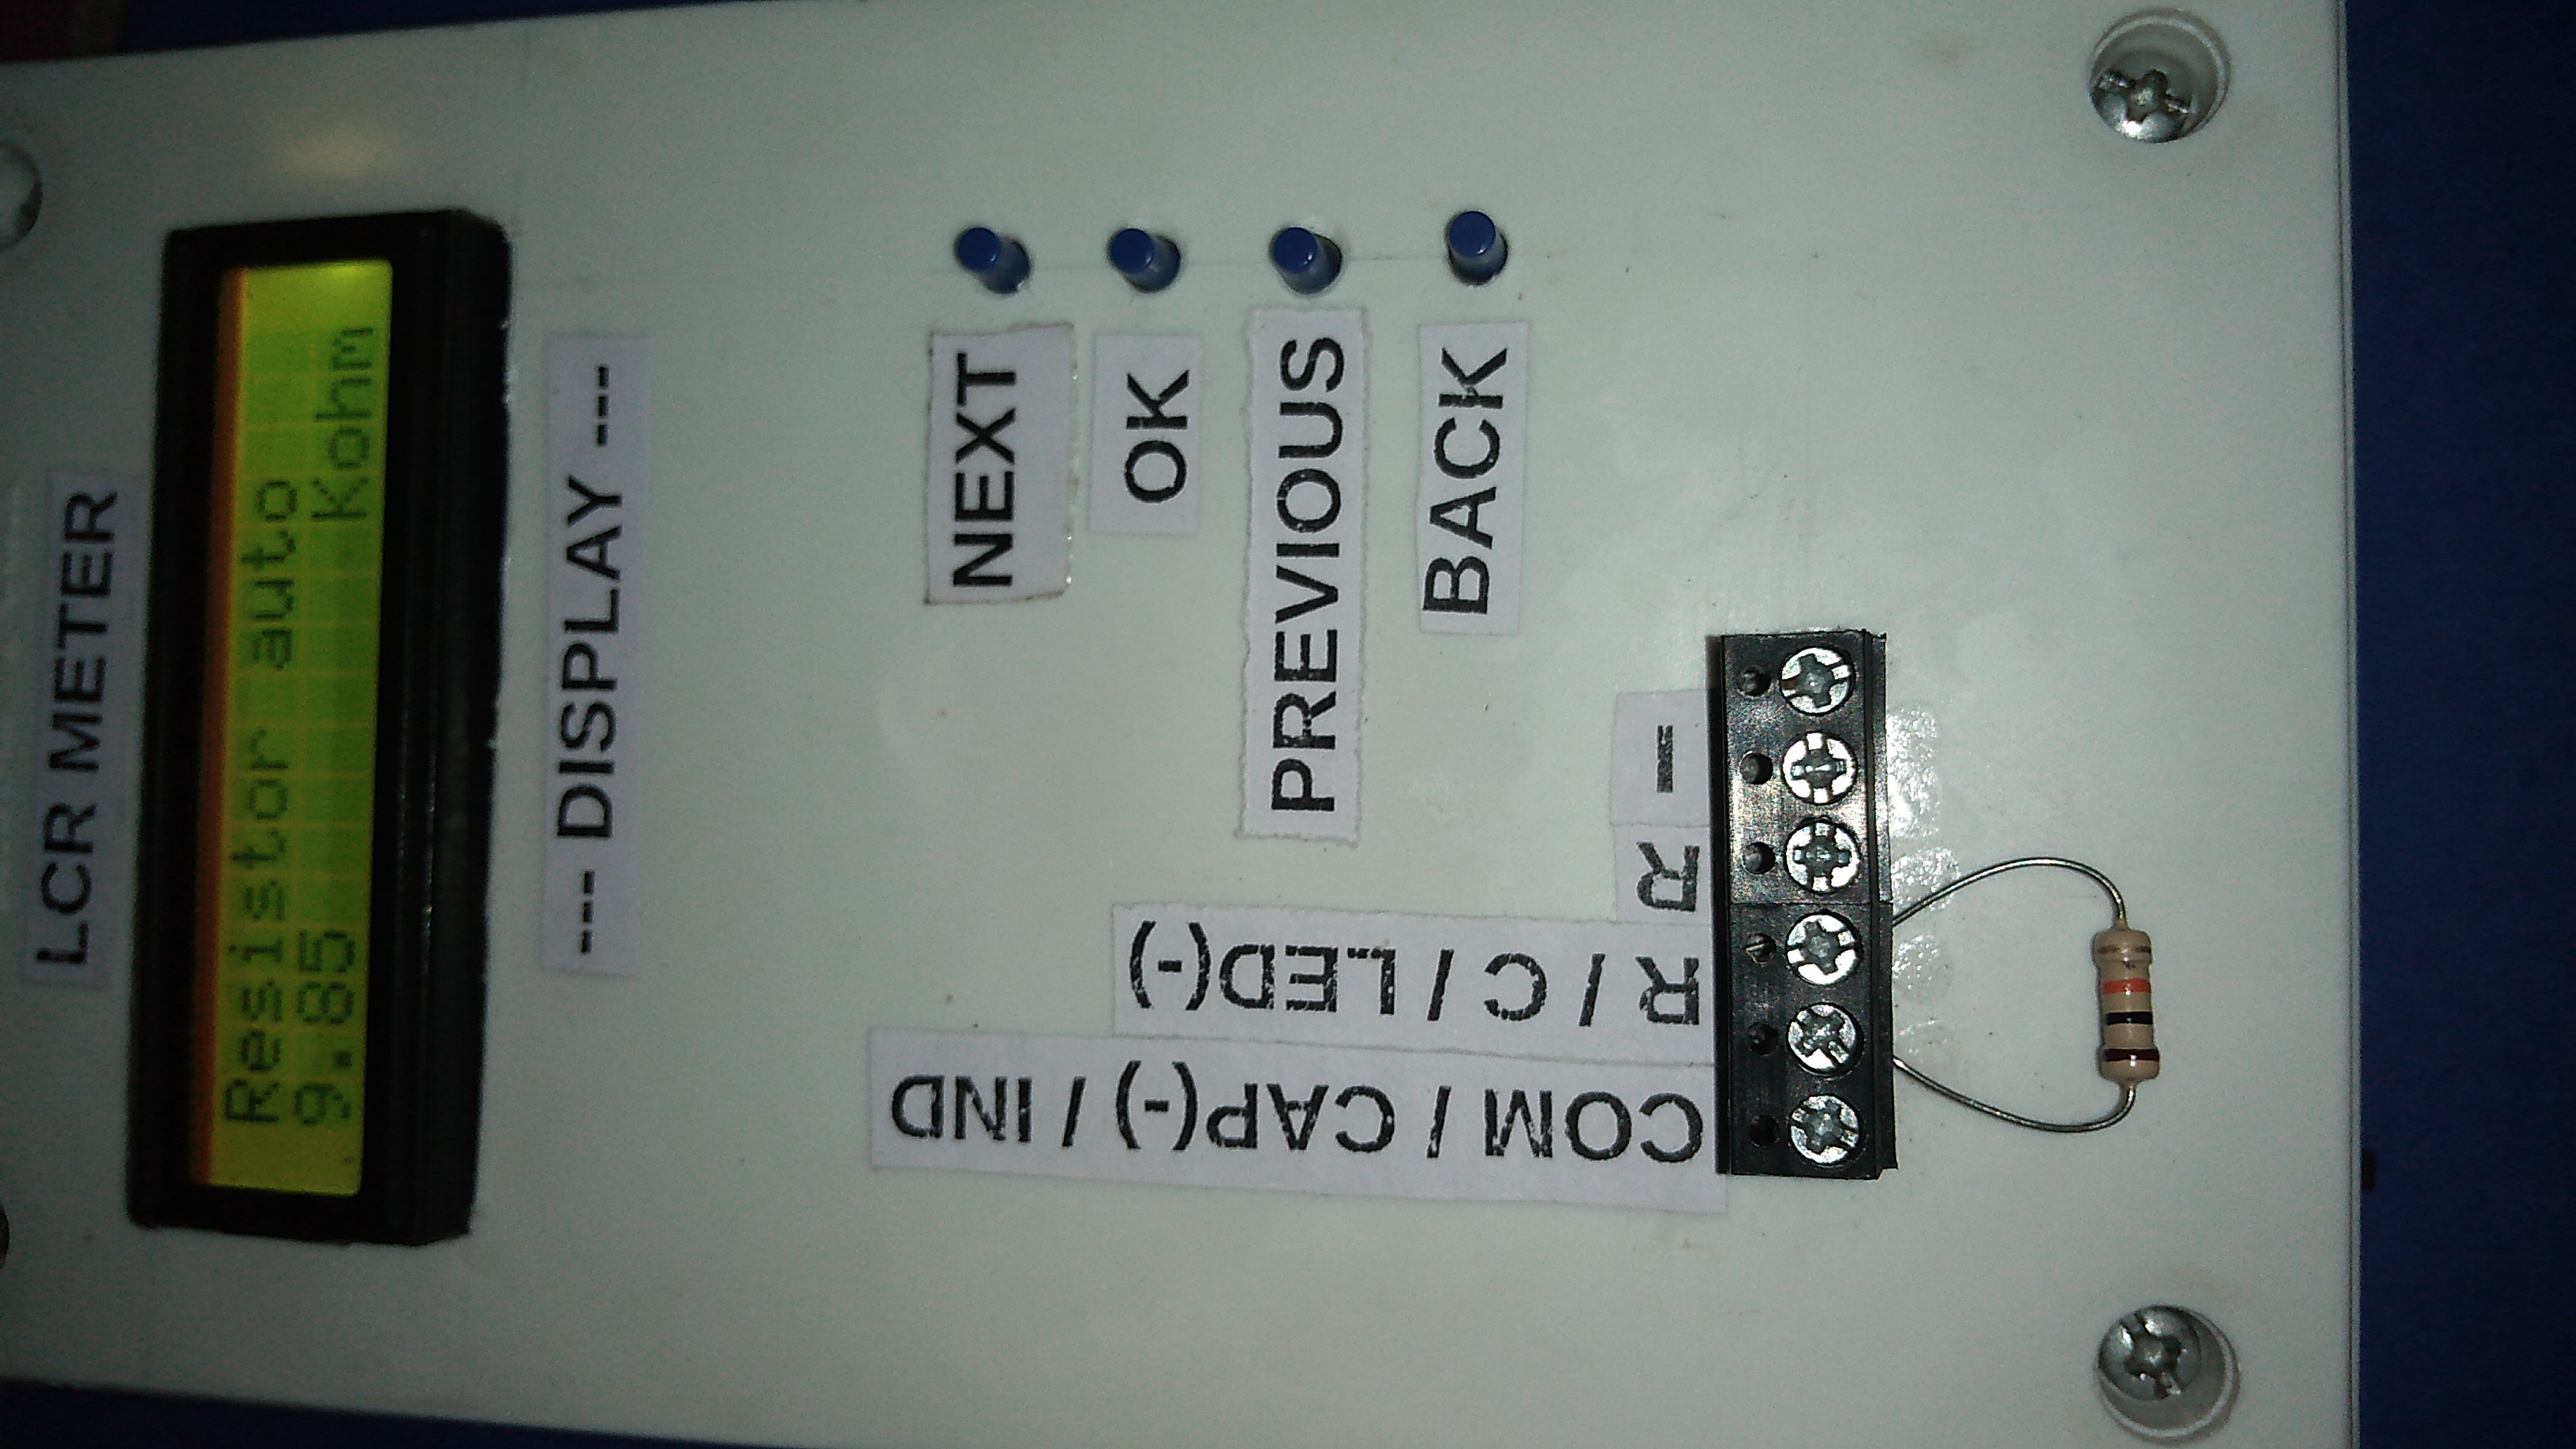 LCR METER
Resistor auto
9.85 Kohm
--- DISPLAY ---
NEXT
OK
PREVIOUS
BACK
COM / CAP(-) / IND
R / C / LED(-)
R
I